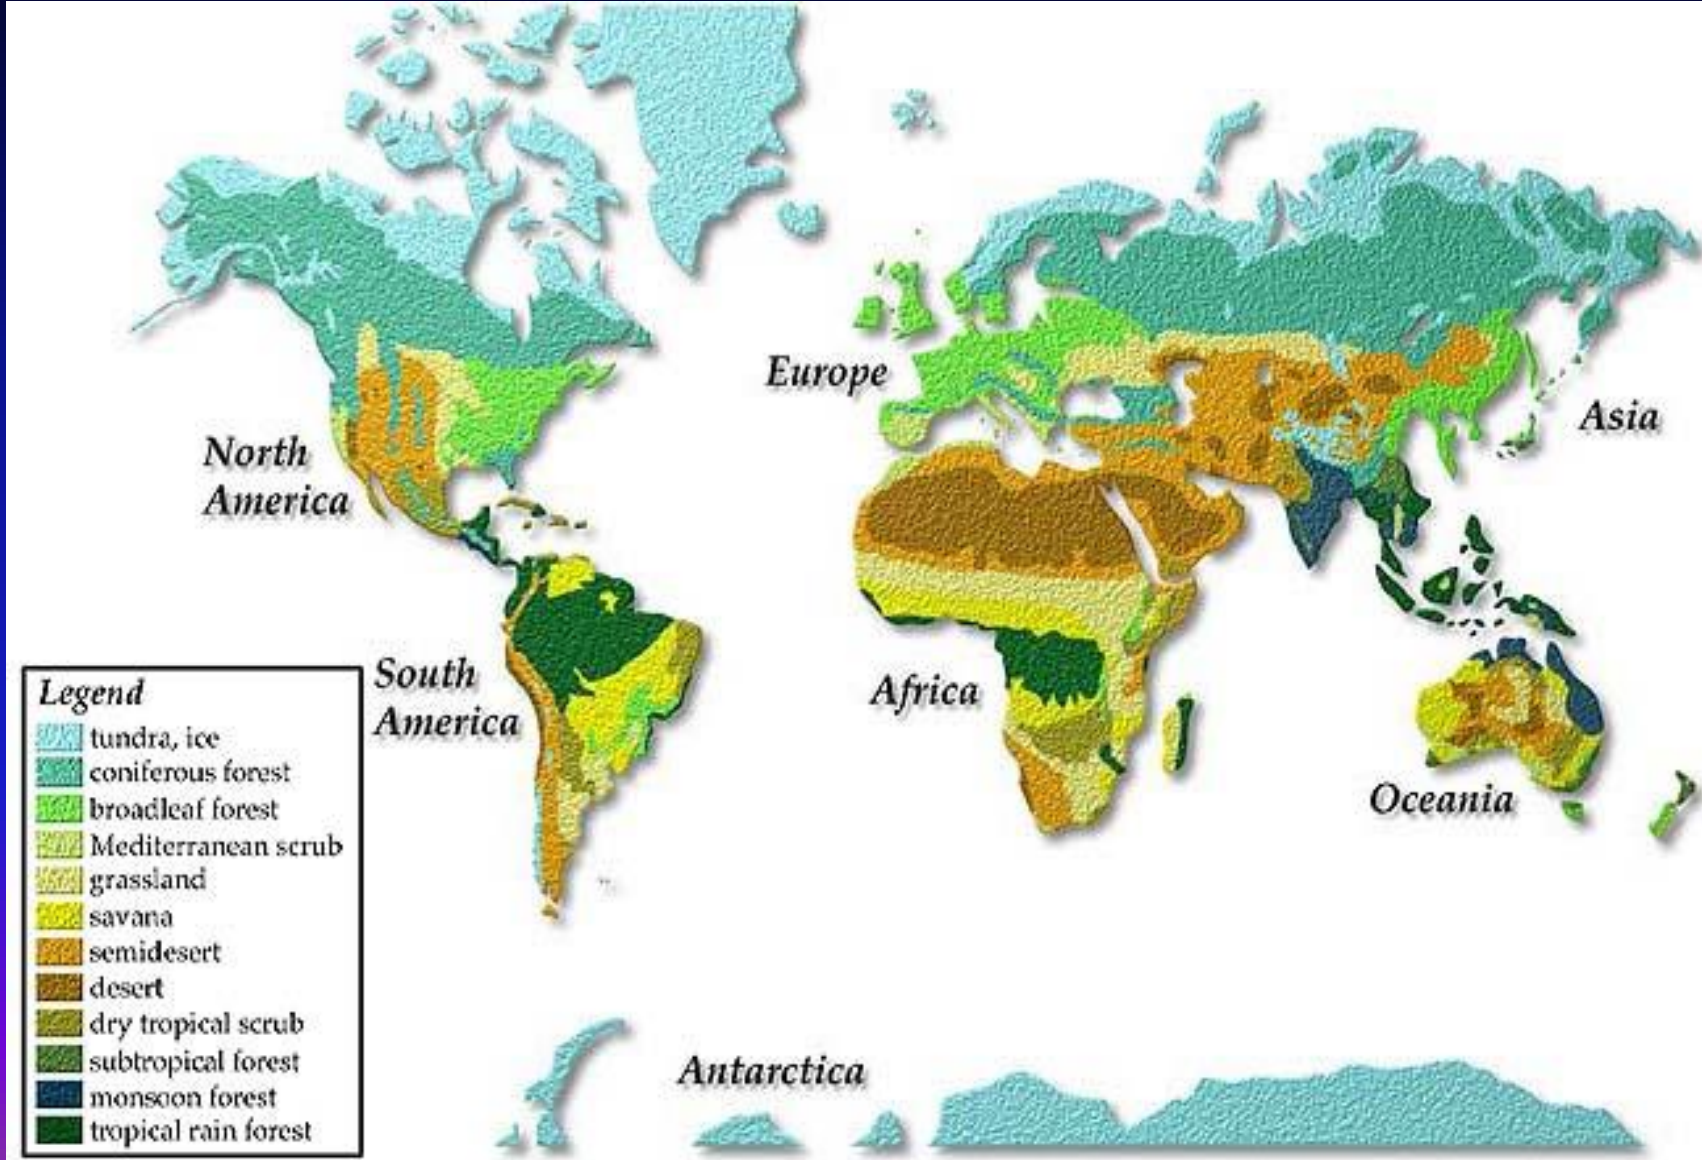 Europe
Asia
North
America
South
America
Africa
Oceania
Antarctica
Legend
tundra, ice
coniferous forest
broadleaf forest
Mediterranean scrub
grassland
savana
semidesert
desert
dry tropical scrub
subtropical forest
monsoon forest
tropical rain forest